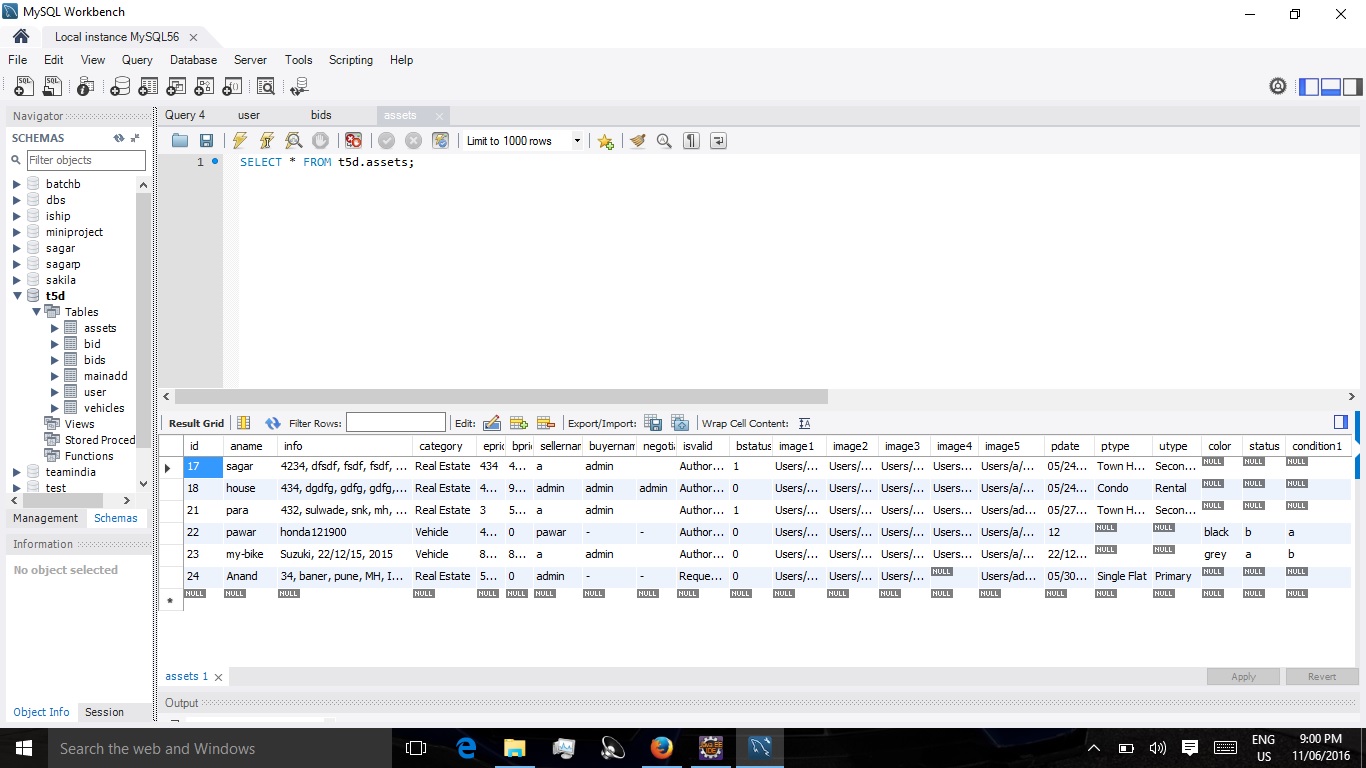 MySQL Workbench
Local instance MySQL56
File Edit View Query Database Server Tools Scripting Help
Navigator
SCHEMAS
Filter objects
batchb
dbs
iship
miniproject
sagar
sagarp
sakila
t5d
Tables
assets
bid
bids
mainadd
user
vehicles
Views
Stored Proced
Functions
teamindia
test
Management Schemas
Information
No object selected
Object Info Session
Query 4 user bids assets
Limit to 1000 rows
1 SELECT * FROM t5d.assets;
Result Grid Filter Rows: Edit: Export/Import: Wrap Cell Content:
id aname info category epric bpric sellernam buyernam negotia isvalid bstatus image1 image2 image3 image4 image5 pdate ptype utype color status condition1
17 sagar 4234, dfsdf, fsdf, fsdf, ... Real Estate 434 4... a admin Author... 1 Users/... Users/... Users/... Users/... Users/a/... 05/24... Town H... Secon... NULL NULL NULL
18 house 434, dgdfg, gdfg, gdfg,... Real Estate 4... 9... admin admin admin Author... 0 Users/... Users/... Users/... Users/... Users/a/... 05/24... Condo Rental NULL NULL NULL
21 para 432, sulwade, snk, mh, ... Real Estate 3 5... a admin Author... 1 Users/... Users/... Users/... Users/... Users/a/... 05/27... Town H... Secon... NULL NULL NULL
22 pawar honda121900 Vehicle 4... 0 pawar - - Author... 0 Users/... Users/... Users/... Users/... Users/a/... 12 NULL NULL black b a
23 my-bike Suzuki, 22/12/15, 2015 Vehicle 8... 8... a admin Author... 0 Users/... Users/... Users/... Users... Users/a/... 22/12... NULL NULL grey a b
24 Anand 34, baner, pune, MH, I... Real Estate 5... 0 admin - - Reque... 0 Users/... Users/... Users/... NULL Users/ad... 05/30... Single Flat Primary NULL NULL NULL
NULL NULL NULL NULL NULL NULL NULL NULL NULL NULL NULL NULL NULL NULL NULL NULL NULL NULL NULL NULL NULL NULL
assets 1
Apply Revert
Output
Search the web and Windows
ENG
US
9:00 PM
11/06/2016